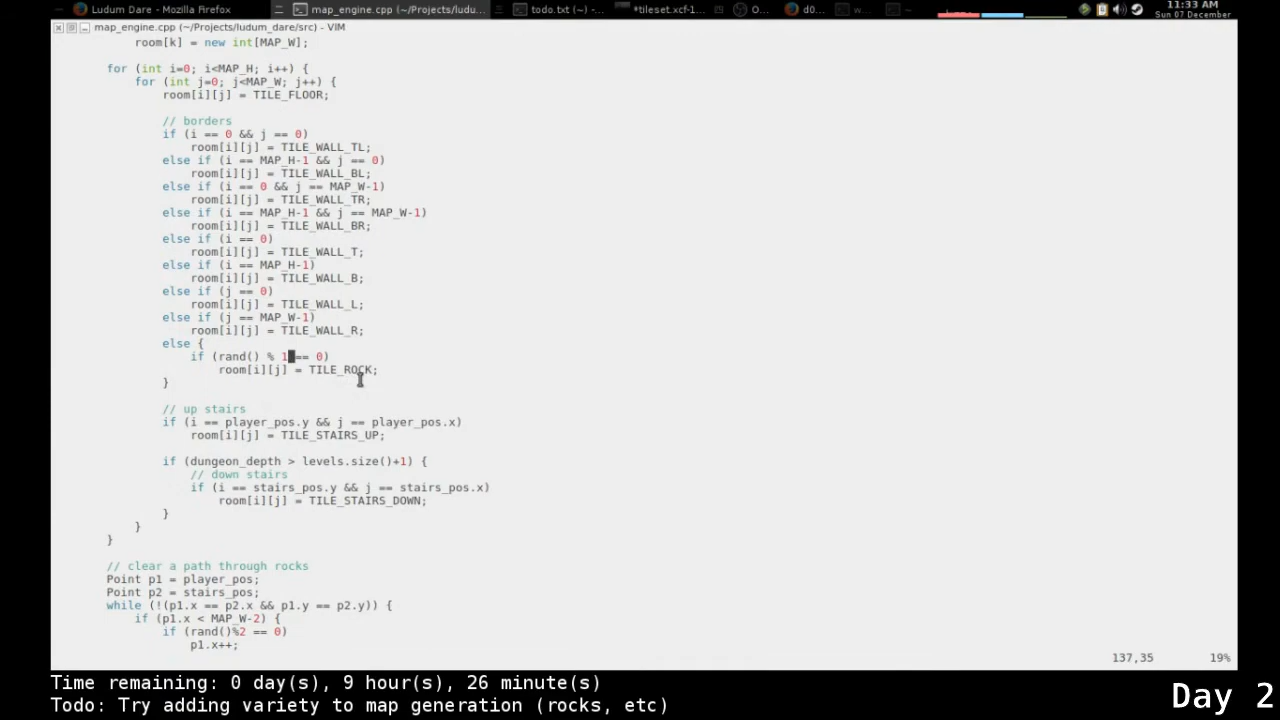 Ludum Dare - Mozilla Firefox
map_engine.cpp (~/Projects/ludu...
todo.txt (~) -...
*tileset.xcf-1...
O...
d0...
w...
~
11:33 AM
Sun 07 December
map_engine.cpp (~/Projects/ludum_dare/src) - VIM
room[k] = new int[MAP_W];
for (int i=0; i<MAP_H; i++) {
for (int j=0; j<MAP_W; j++) {
room[i][j] = TILE_FLOOR;
// borders
if (i == 0 && j == 0)
room[i][j] = TILE_WALL_TL;
else if (i == MAP_H-1 && j == 0)
room[i][j] = TILE_WALL_BL;
else if (i == 0 && j == MAP_W-1)
room[i][j] = TILE_WALL_TR;
else if (i == MAP_H-1 && j == MAP_W-1)
room[i][j] = TILE_WALL_BR;
else if (i == 0)
room[i][j] = TILE_WALL_T;
else if (i == MAP_H-1)
room[i][j] = TILE_WALL_B;
else if (j == 0)
room[i][j] = TILE_WALL_L;
else if (j == MAP_W-1)
room[i][j] = TILE_WALL_R;
else {
if (rand() % 1 == 0)
room[i][j] = TILE_ROCK;
}
// up stairs
if (i == player_pos.y && j == player_pos.x)
room[i][j] = TILE_STAIRS_UP;
if (dungeon_depth > levels.size()+1) {
// down stairs
if (i == stairs_pos.y && j == stairs_pos.x)
room[i][j] = TILE_STAIRS_DOWN;
}
}
}
// clear a path through rocks
Point p1 = player_pos;
Point p2 = stairs_pos;
while (!(p1.x == p2.x && p1.y == p2.y)) {
if (p1.x < MAP_W-2) {
if (rand()%2 == 0)
p1.x++;
137,35 19%
Time remaining: 0 day(s), 9 hour(s), 26 minute(s)
Todo: Try adding variety to map generation (rocks, etc)
Day 2